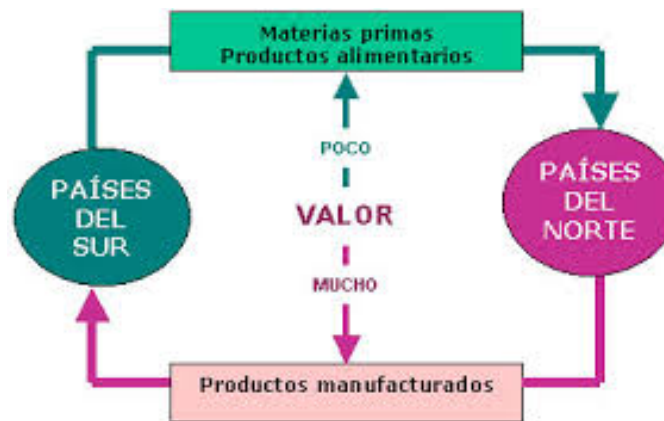 Materias primas
Productos alimentarios
PAÍSES
DEL
SUR
POCO
VALOR
MUCHO
PAÍSES
DEL
NORTE
Productos manufacturados